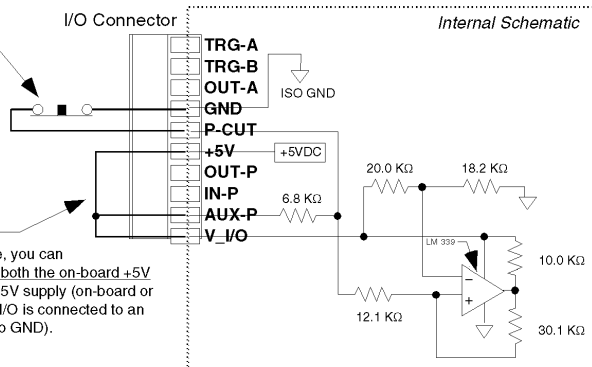 I/O Connector
Internal Schematic
TRG-A
TRG-B
OUT-A
ISO GND
GND
P-CUT
+5V
+5VDC
OUT-P
20.0 KΩ
18.2 KΩ
IN-P
6.8 KΩ
AUX-P
V_I/O
LM 339
e, you can
both the on-board +5V
5V supply (on-board or
I/O is connected to an
o GND).
10.0 KΩ
−
+
12.1 KΩ
30.1 KΩ